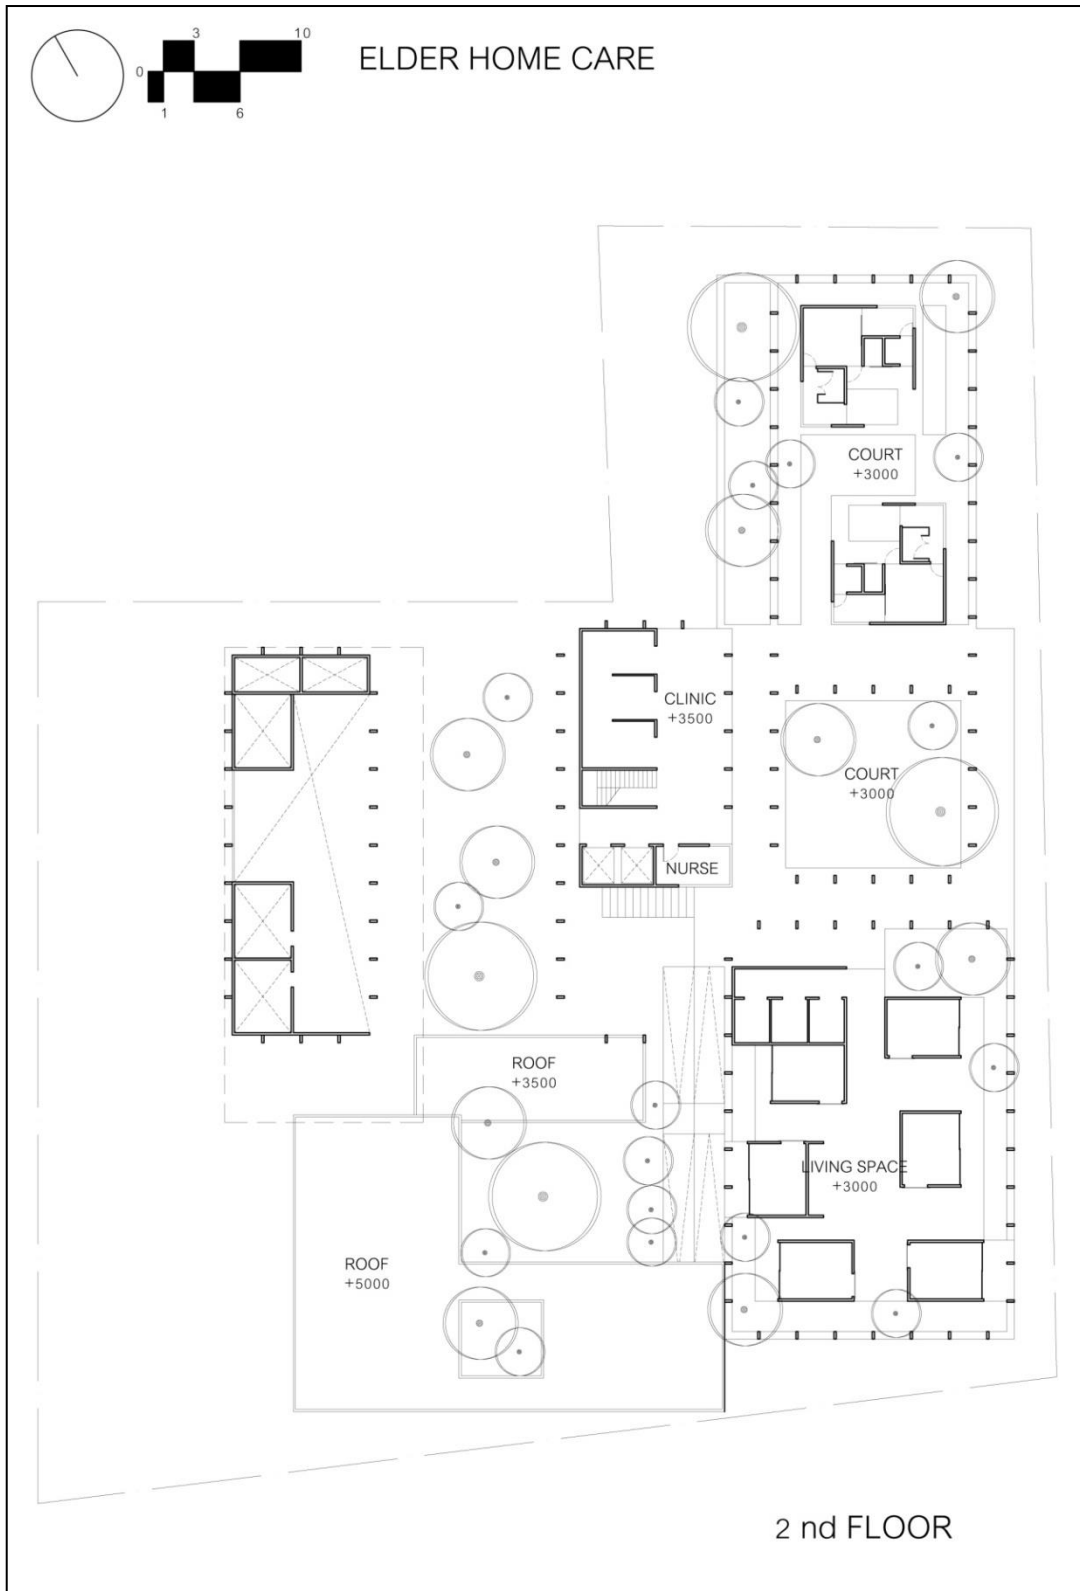 3 10
0
1 6
ELDER HOME CARE
COURT
+3000
CLINIC
+3500
COURT
+3000
NURSE
ROOF
+3500
LIVING SPACE
+3000
ROOF
+5000
2 nd FLOOR